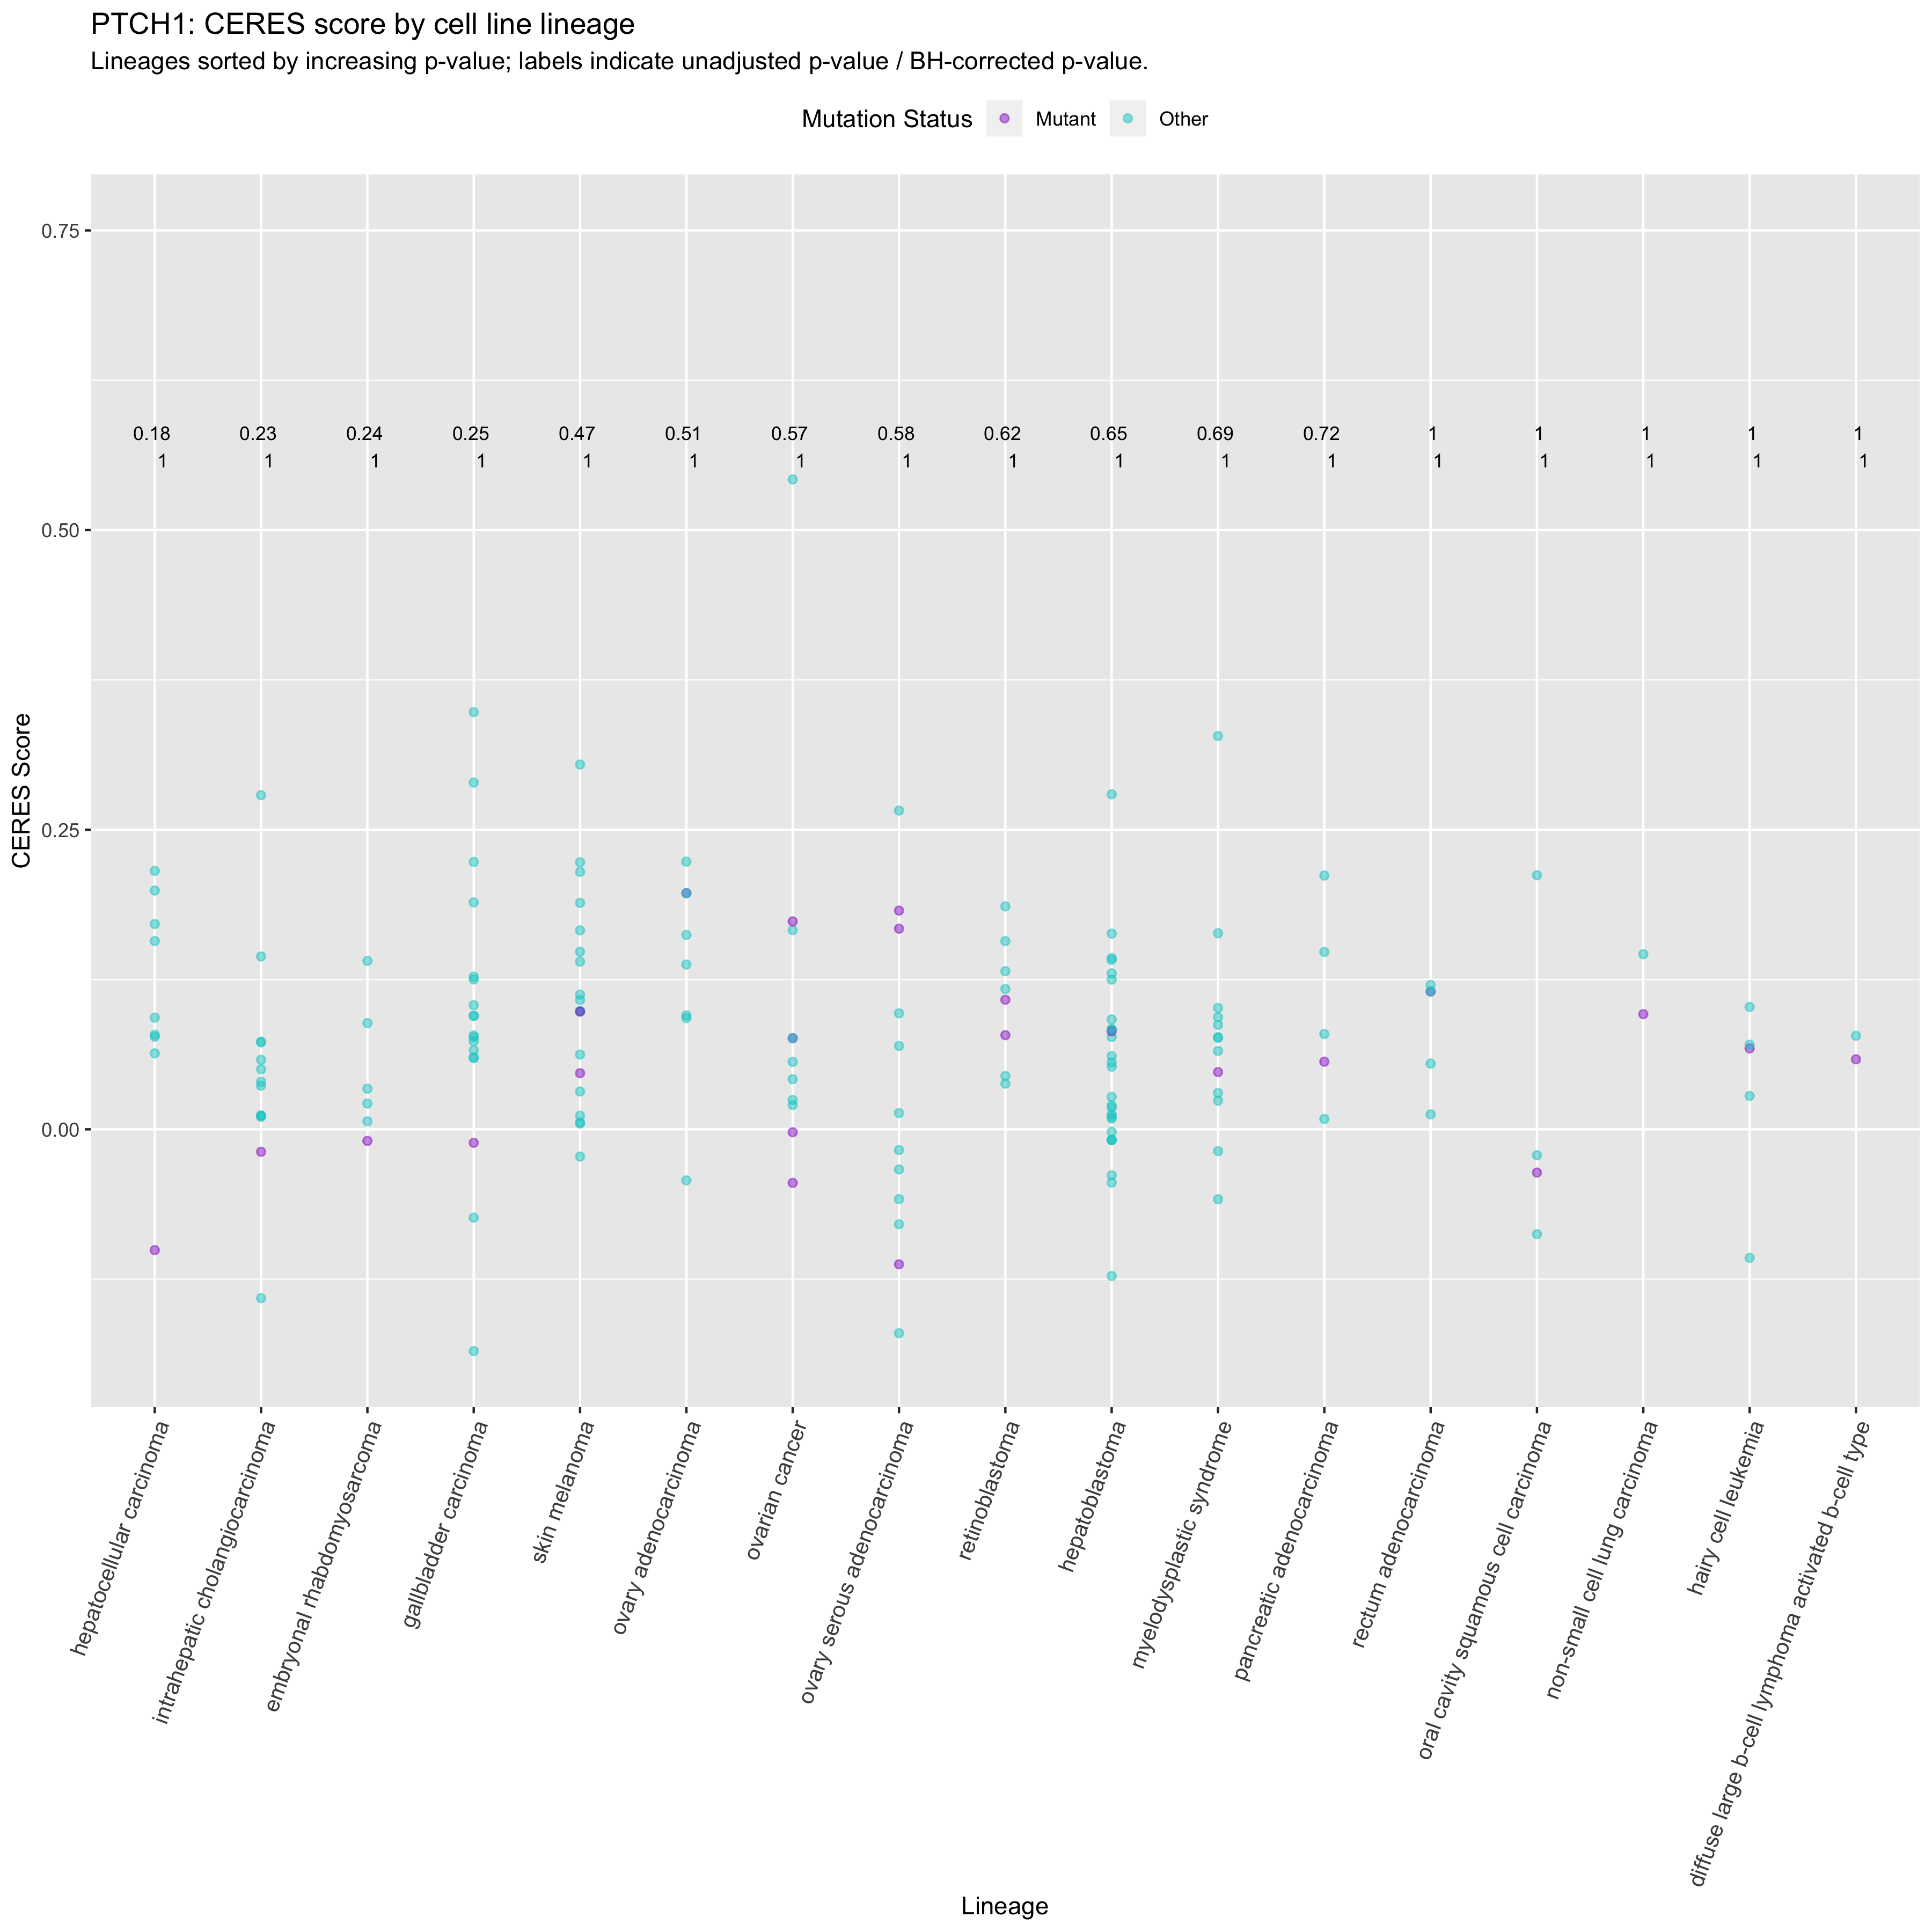 PTCH1: CERES score by cell line lineage
Lineages sorted by increasing p-value; labels indicate unadjusted p-value / BH-corrected p-value.
Mutation Status Mutant Other
0.75
0.18 0.23 0.24 0.25 0.47 0.51 0.57 0.58 0.62 0.65 0.69 0.72 1 1 1 1 1
1 1 1 1 1 1 1 1 1 1 1 1 1 1 1 1 1
0.50
0.25
0.00
CERES Score
hepatocellular carcinoma
intrahepatic cholangiocarcinoma
embryonal rhabdomyosarcoma
gallbladder carcinoma
skin melanoma
ovary adenocarcinoma
ovarian cancer
ovary serous adenocarcinoma
retinoblastoma
hepatoblastoma
myelodysplastic syndrome
pancreatic adenocarcinoma
rectum adenocarcinoma
oral cavity squamous cell carcinoma
non-small cell lung carcinoma
hairy cell leukemia
diffuse large b-cell lymphoma activated b-cell type
Lineage